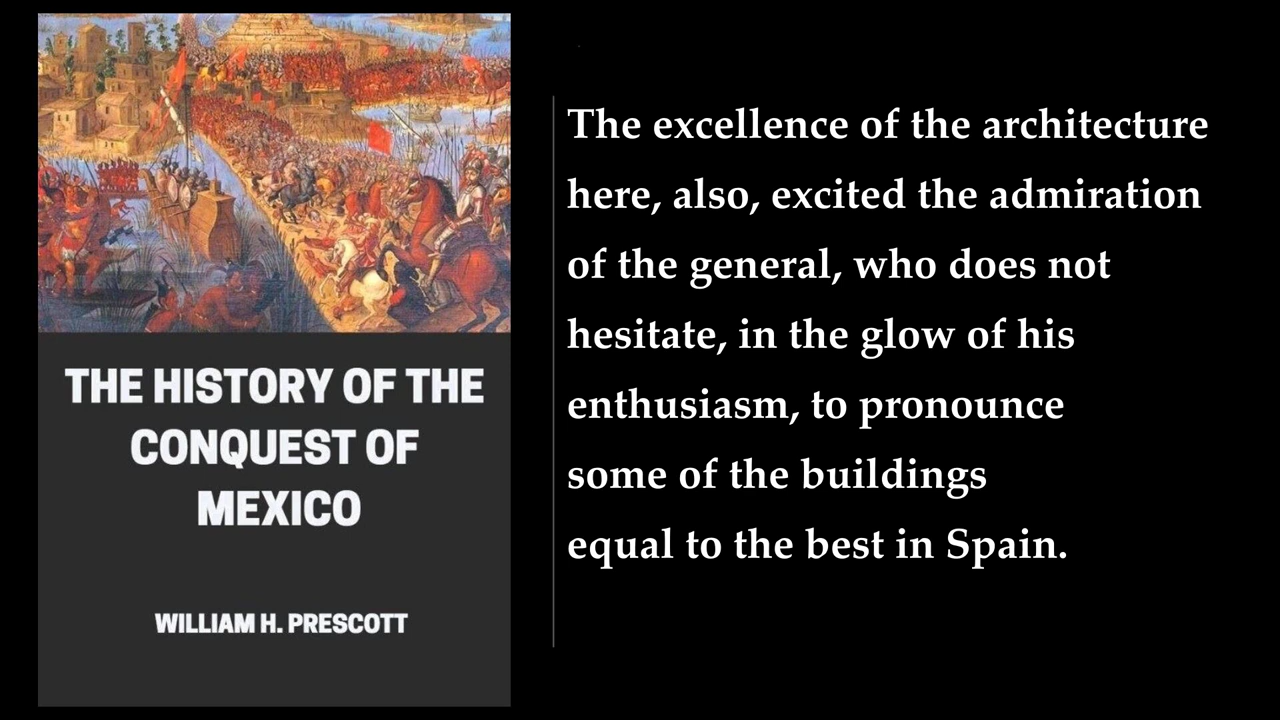 THE HISTORY OF THE
CONQUEST OF
MEXICO
WILLIAM H. PRESCOTT
The excellence of the architecture
here, also, excited the admiration
of the general, who does not
hesitate, in the glow of his
enthusiasm, to pronounce
some of the buildings
equal to the best in Spain.